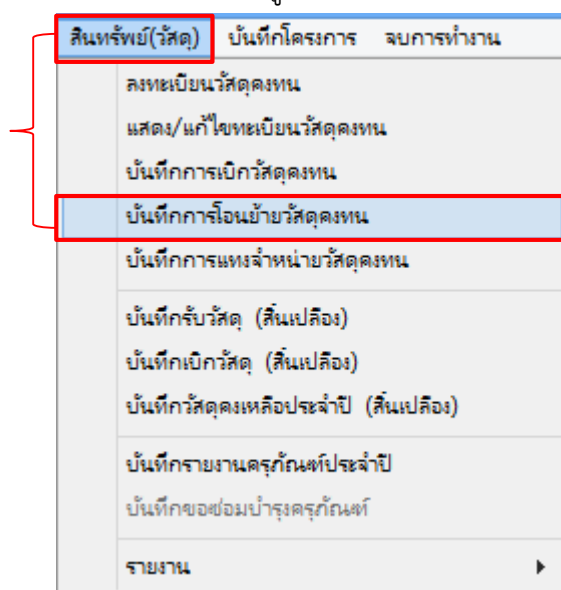 สินทรัพย์(วัสดุ) บันทึกโครงการ จบการทำงาน
ลงทะเบียนวัสดุคงทน
แสดง/แก้ไขทะเบียนวัสดุคงทน
บันทึกการเบิกวัสดุคงทน
บันทึกการโอนย้ายวัสดุคงทน
บันทึกการแทงจำหน่ายวัสดุคงทน
บันทึกรับวัสดุ (สิ้นเปลือง)
บันทึกเบิกวัสดุ (สิ้นเปลือง)
บันทึกวัสดุคงเหลือประจำปี (สิ้นเปลือง)
บันทึกรายงานครุภัณฑ์ประจำปี
บันทึกขอซ่อมบำรุงครุภัณฑ์
รายงาน